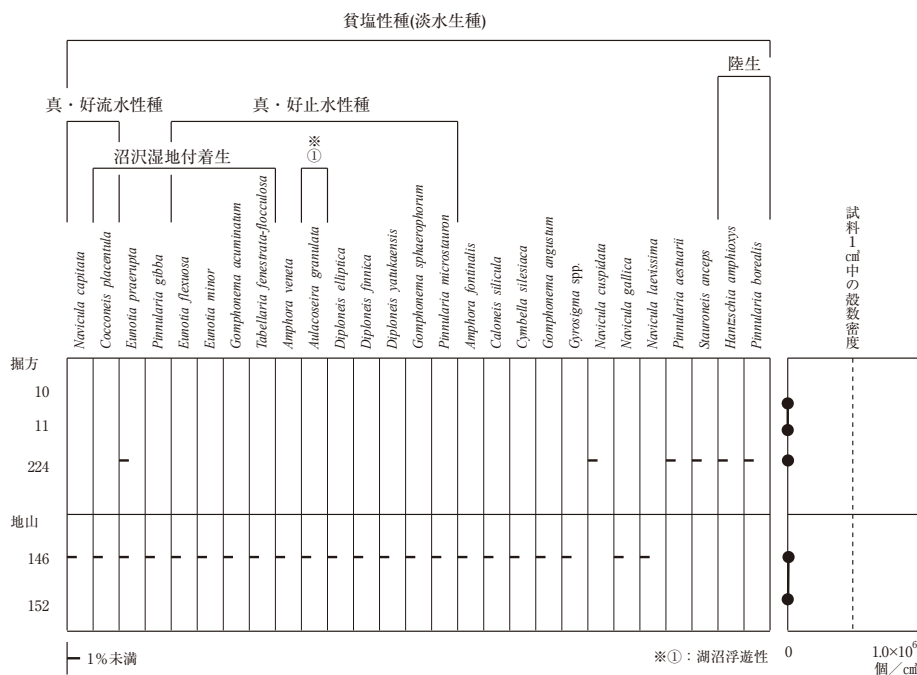 貧塩性種(淡水生種)
陸生
真・好流水性種
真・好止水性種
沼沢湿地付着生
※
①
Navicula capitata
Cocconeis placentula
Eunotia praerupta
Pinnularia gibba
Eunotia flexuosa
Eunotia minor
Gomphonema acuminatum
Tabellaria fenestrata-flocculosa
Amphora veneta
Aulacoseira granulata
Diploneis elliptica
Diploneis finnica
Diploneis yatukaensis
Gomphonema sphaerophorum
Pinnularia microstauron
Amphora fontinalis
Caloneis silicula
Cymbella silesiaca
Gomphonema angustum
Gyrosigma spp.
Navicula cuspidata
Navicula gallica
Navicula laevissima
Pinnularia aestuarii
Stauroneis anceps
Hantzschia amphioxys
Pinnularia borealis
試料1㎠中の殻数密度
掘方
10
11
224
地山
146
152
1%未満
※①：湖沼浮遊性
0
1.0×10⁶
個／㎠